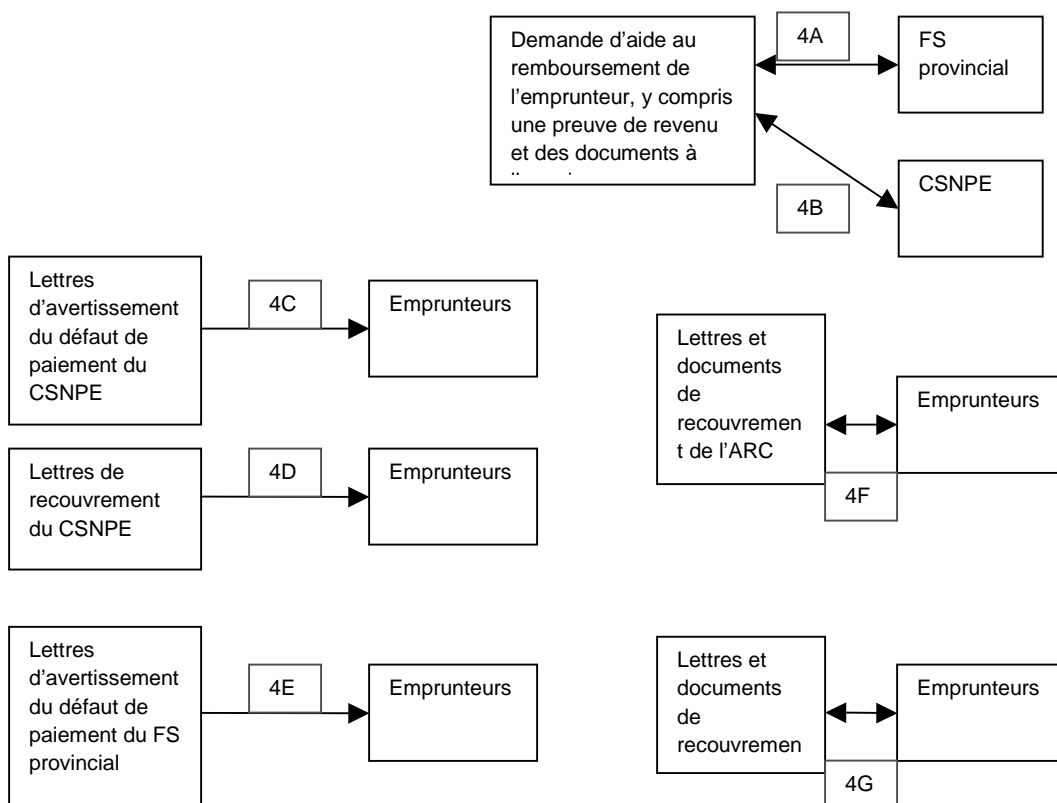 Demande d'aide au
remboursement de
l'emprunteur, y compris
une preuve de revenu
et des documents à
4A
FS
provincial
4B
CSNPE
Lettres
d'avertissement
du défaut de
paiement du
CSNPE
4C
Emprunteurs
Lettres et
documents
de
recouvremen
t de l'ARC
4F
Emprunteurs
Lettres de
recouvrement
du CSNPE
4D
Emprunteurs
Lettres
d'avertissement
du défaut de
paiement du FS
provincial
4E
Emprunteurs
Lettres et
documents
de
recouvremen
4G
Emprunteurs